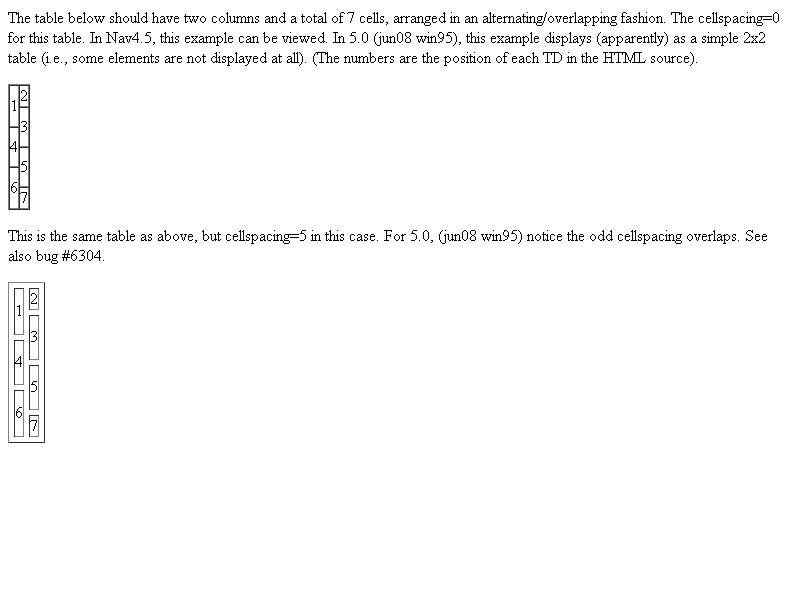 The table below should have two columns and a total of 7 cells, arranged in an alternating/overlapping fashion. The cellspacing=0
for this table. In Nav4.5, this example can be viewed. In 5.0 (jun08 win95), this example displays (apparently) as a simple 2x2
table (i.e., some elements are not displayed at all). (The numbers are the position of each TD in the HTML source).
2
1
3
4
5
6
7
This is the same table as above, but cellspacing=5 in this case. For 5.0, (jun08 win95) notice the odd cellspacing overlaps. See
also bug #6304.
2
1
3
4
5
6
7